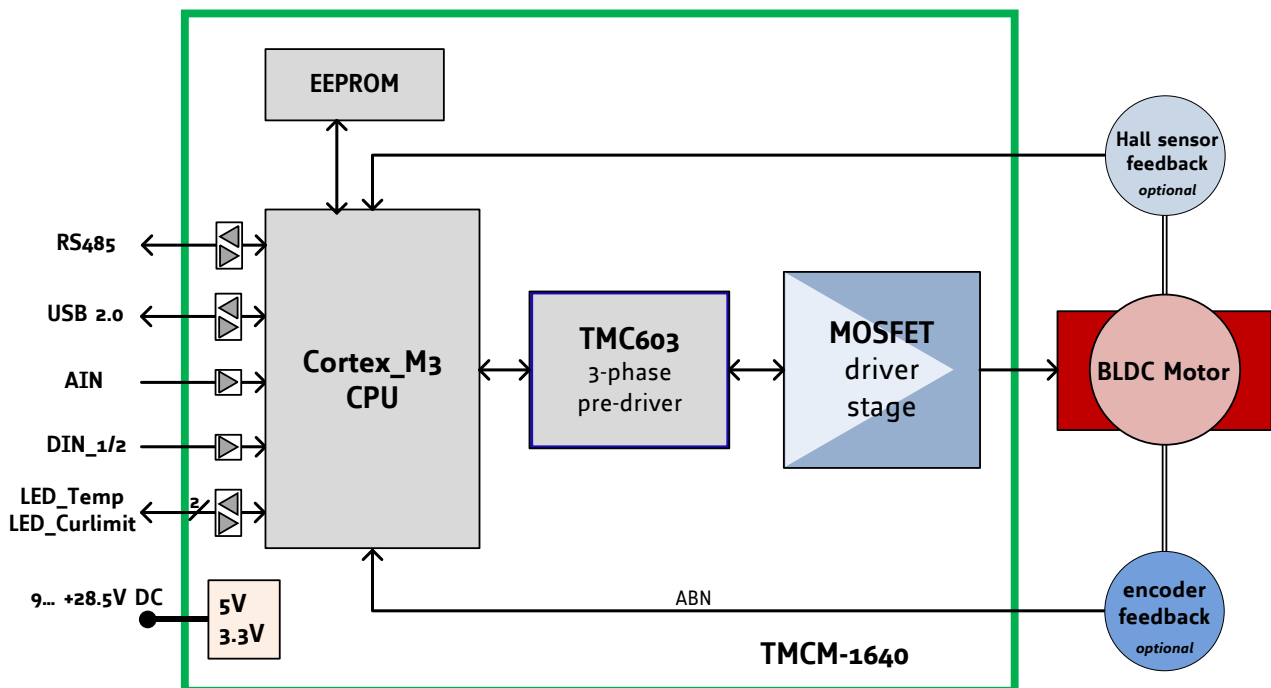 EEPROM
Hall sensor
feedback
optional
RS485
USB 2.0
AIN
DIN_1/2
LED_Temp
LED_Curlimit
2
Cortex_M3
CPU
TMC603
3-phase
pre-driver
MOSFET
driver
stage
BLDC Motor
9... +28.5V DC
5V
3.3V
ABN
encoder
feedback
optional
TMCM-1640